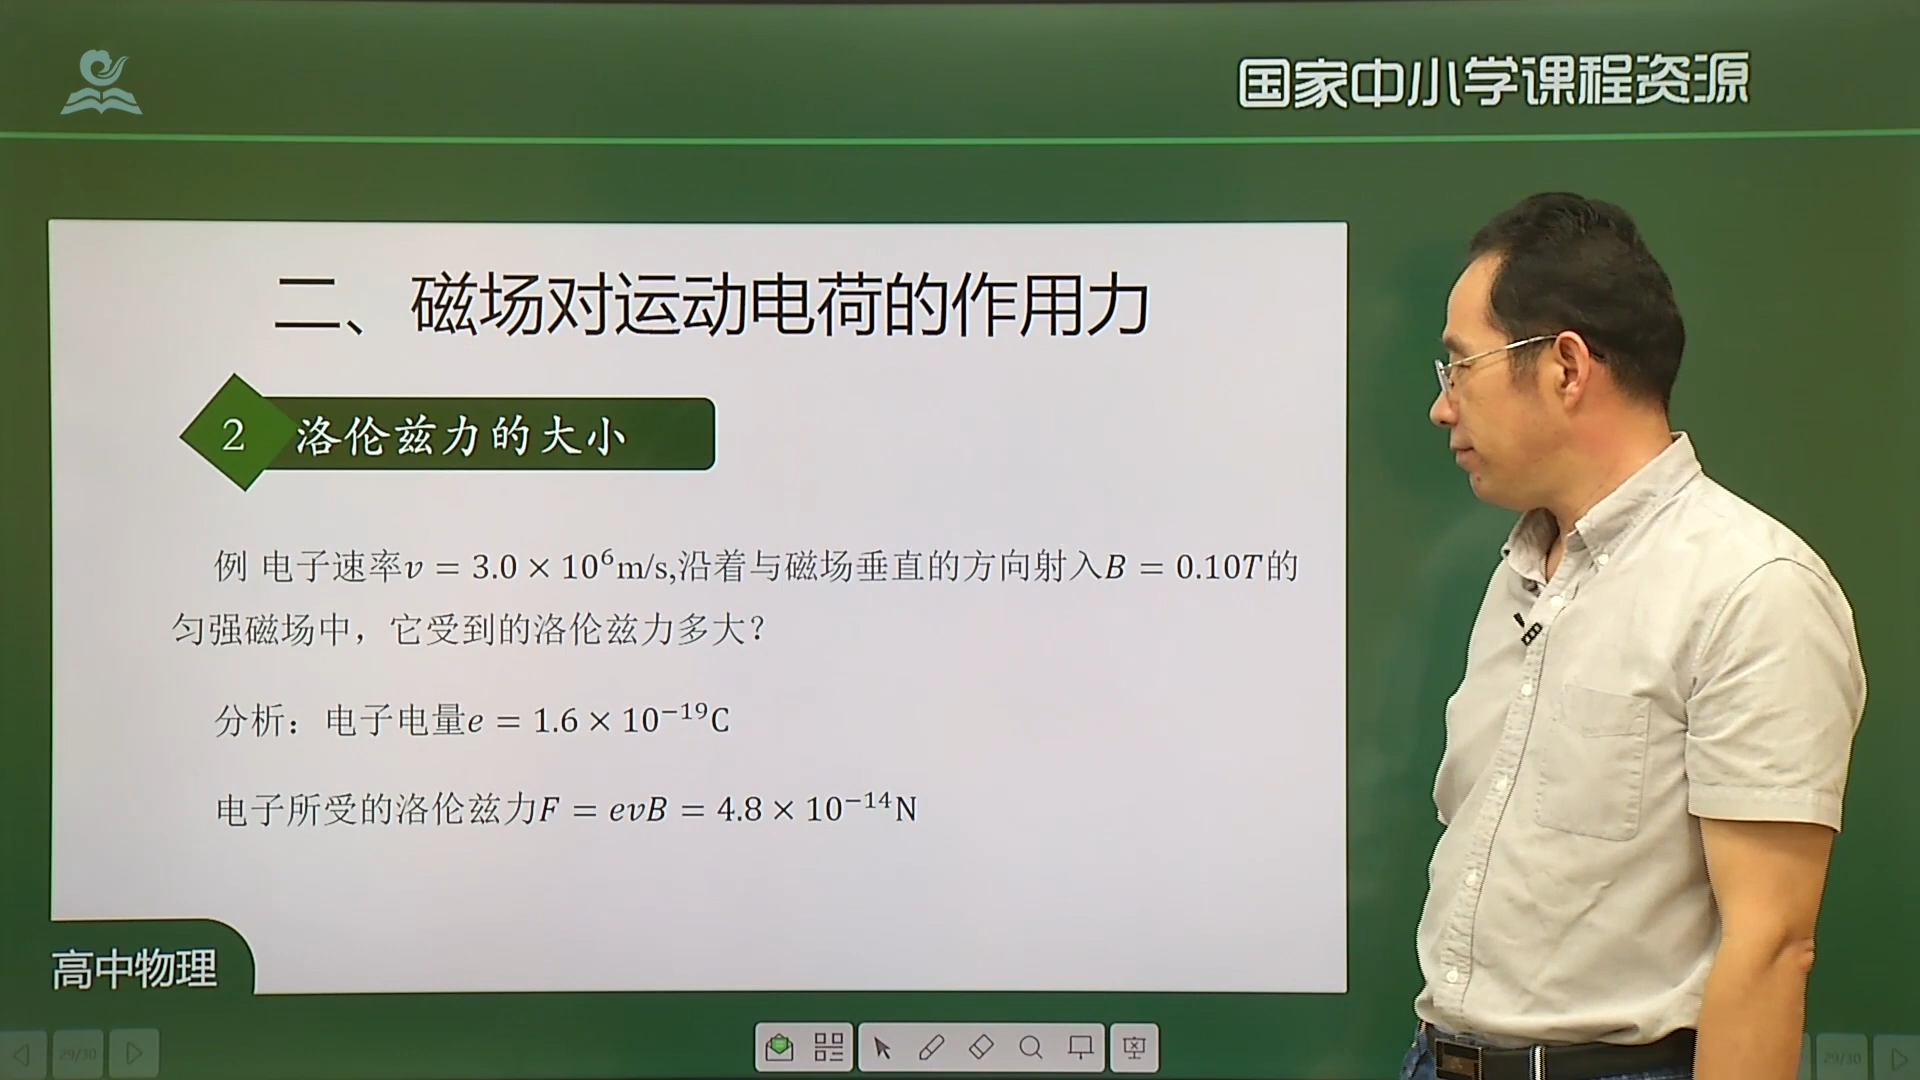 国家中小学课程资源
二、磁场对运动电荷的作用力
2 洛伦兹力的大小
例 电子速率v = 3.0 × 10⁶m/s,沿着与磁场垂直的方向射入B = 0.10T的
匀强磁场中，它受到的洛伦兹力多大?
分析：电子电量e = 1.6 × 10⁻¹⁹C
电子所受的洛伦兹力F = evB = 4.8 × 10⁻¹⁴N
高中物理
29/30
29/30